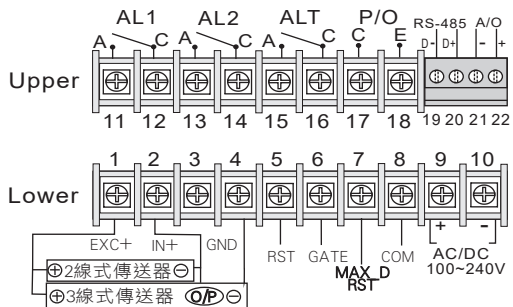 AL1 AL2 ALT P/O RS-485 A/O
A C A C A C C E D- D+ - +
Upper
11 12 13 14 15 16 17 18 19 20 21 22
1 2 3 4 5 6 7 8 9 10
Lower
EXC+ IN+ GND RST GATE MAX_D RST COM + -
AC/DC
100~240V
⊕2線式傳送器⊖
⊕3線式傳送器 O/P ⊖